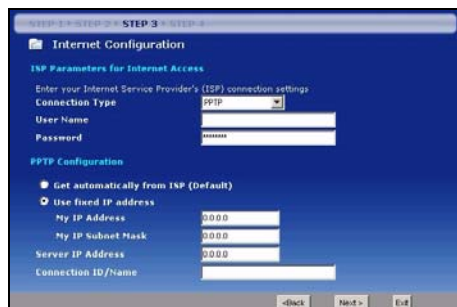 STEP 1 › STEP 2 › STEP 3 › STEP 4
Internet Configuration
ISP Parameters for Internet Access
Enter your Internet Service Provider's (ISP) connection settings
Connection Type PPTP
User Name
Password ********
PPTP Configuration
Get automatically from ISP (Default)
Use fixed IP address
My IP Address 0.0.0.0
My IP Subnet Mask 0.0.0.0
Server IP Address 0.0.0.0
Connection ID/Name
<Back Next > Exit